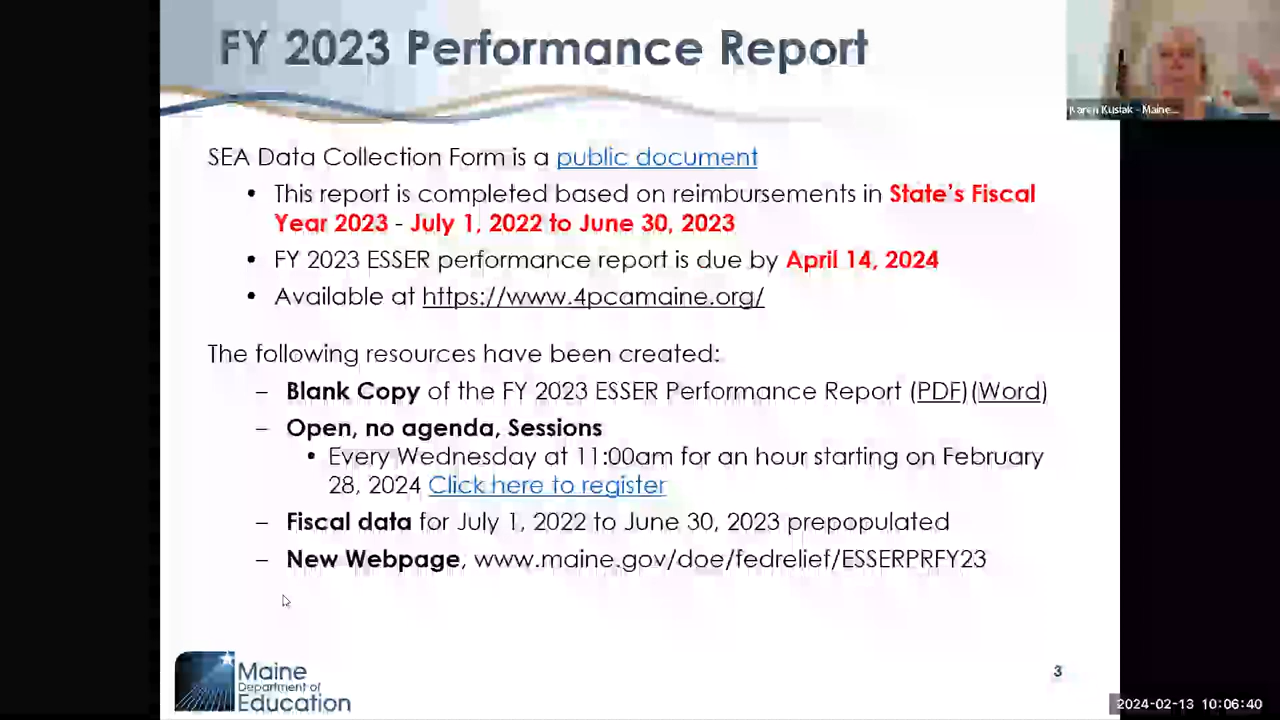 FY 2023 Performance Report
Karen Kusiak - Maine...
SEA Data Collection Form is a public document
• This report is completed based on reimbursements in State's Fiscal
Year 2023 - July 1, 2022 to June 30, 2023
• FY 2023 ESSER performance report is due by April 14, 2024
• Available at https://www.4pcamaine.org/
The following resources have been created:
– Blank Copy of the FY 2023 ESSER Performance Report (PDF)(Word)
– Open, no agenda, Sessions
• Every Wednesday at 11:00am for an hour starting on February
28, 2024 Click here to register
– Fiscal data for July 1, 2022 to June 30, 2023 prepopulated
– New Webpage, www.maine.gov/doe/fedrelief/ESSERPRFY23
Maine
Department of
Education
3
2024-02-13 10:06:40